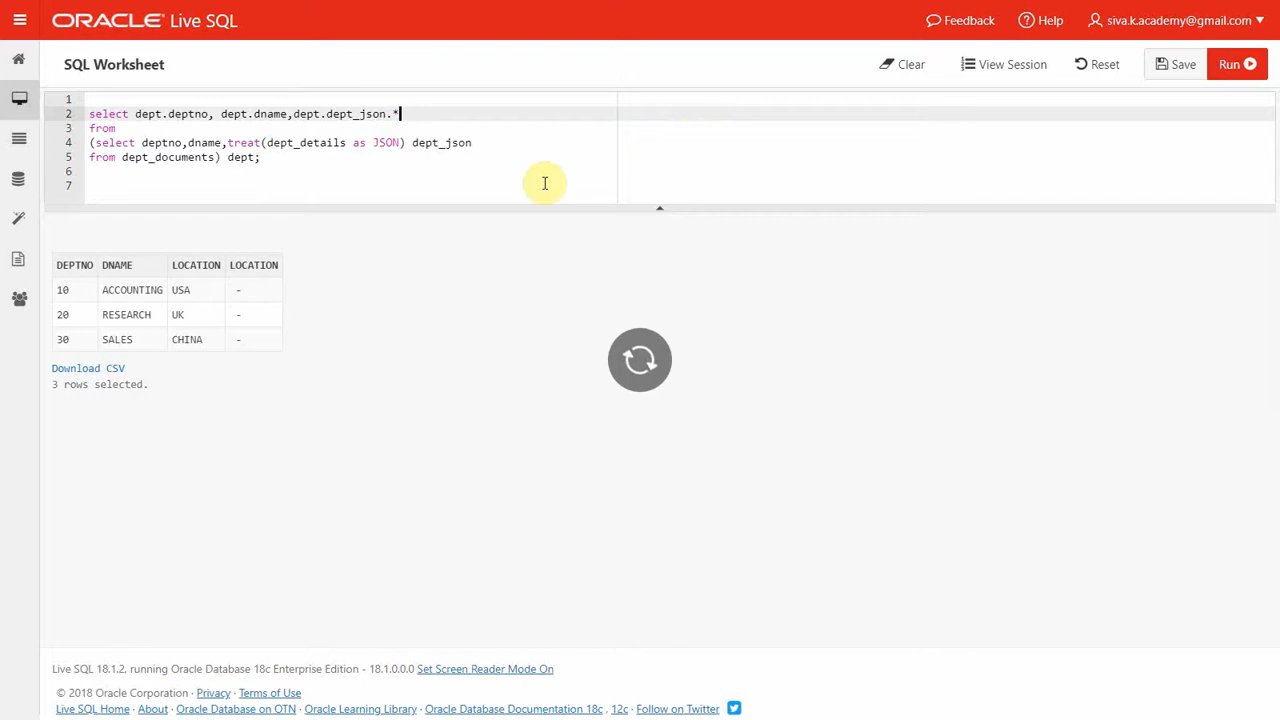 ORACLE Live SQL
Feedback
Help
siva.k.academy@gmail.com
SQL Worksheet
Clear
View Session
Reset
Save
Run
1
2 select dept.deptno, dept.dname,dept.dept_json.*
3 from
4 (select deptno,dname,treat(dept_details as JSON) dept_json
5 from dept_documents) dept;
6
7
DEPTNO DNAME LOCATION LOCATION
10 ACCOUNTING USA -
20 RESEARCH UK -
30 SALES CHINA -
Download CSV
3 rows selected.
Live SQL 18.1.2, running Oracle Database 18c Enterprise Edition - 18.1.0.0.0 Set Screen Reader Mode On
© 2018 Oracle Corporation · Privacy · Terms of Use
Live SQL Home · About · Oracle Database on OTN · Oracle Learning Library · Oracle Database Documentation 18c , 12c · Follow on Twitter